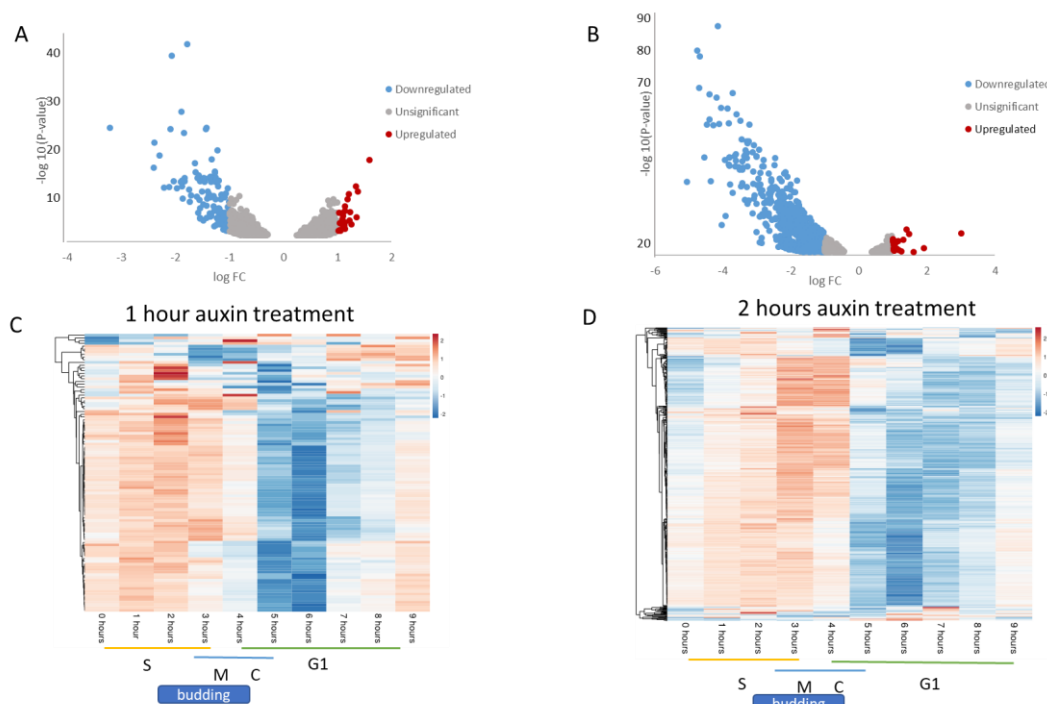 A
40
30
20
10
-log 10 (P-value)
-4 -3 -2 -1 0 1 2
log FC
Downregulated
Unsignificant
Upregulated
B
90
80
70
20
-log 10(P-value)
-6 -4 -2 0 2 4
log FC
Downregulated
Unsignificant
Upregulated
C
1 hour auxin treatment
2
1
0
-1
-2
0 hours
1 hour
2 hours
3 hours
4 hours
5 hours
6 hours
7 hours
8 hours
9 hours
S
M C
G1
budding
D
2 hours auxin treatment
2
1
0
-1
-2
0 hours
1 hours
2 hours
3 hours
4 hours
5 hours
6 hours
7 hours
8 hours
9 hours
S
M C
G1
budding